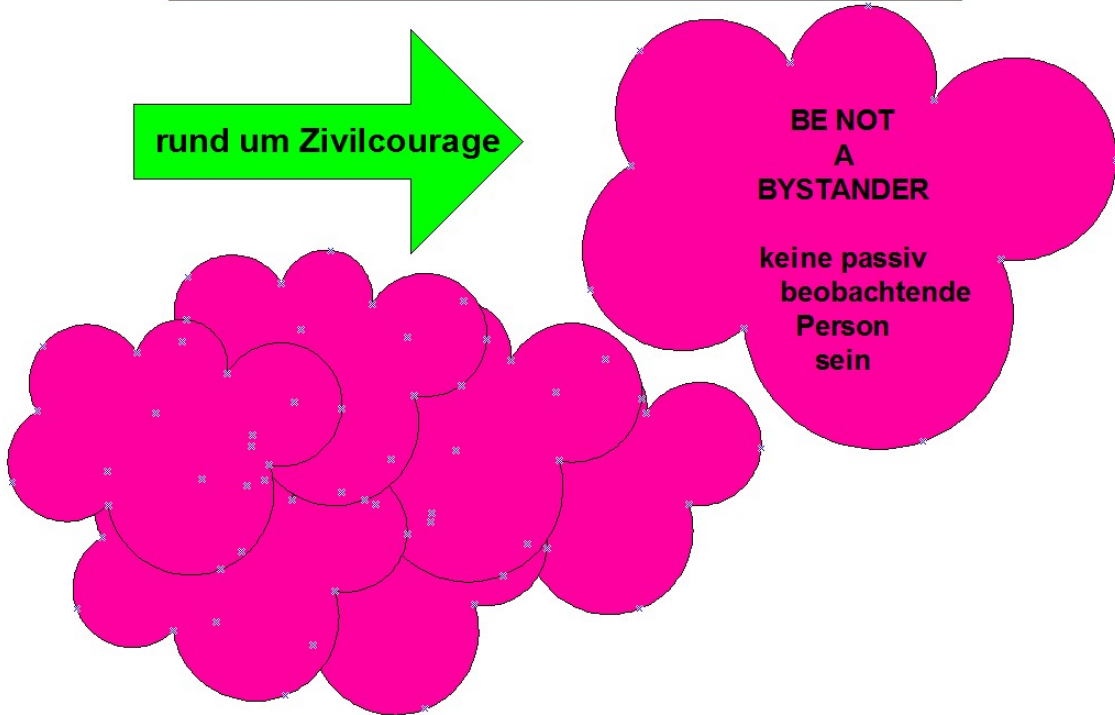 rund um Zivilcourage
BE NOT
A
BYSTANDER
keine passiv
beobachtende
Person
sein